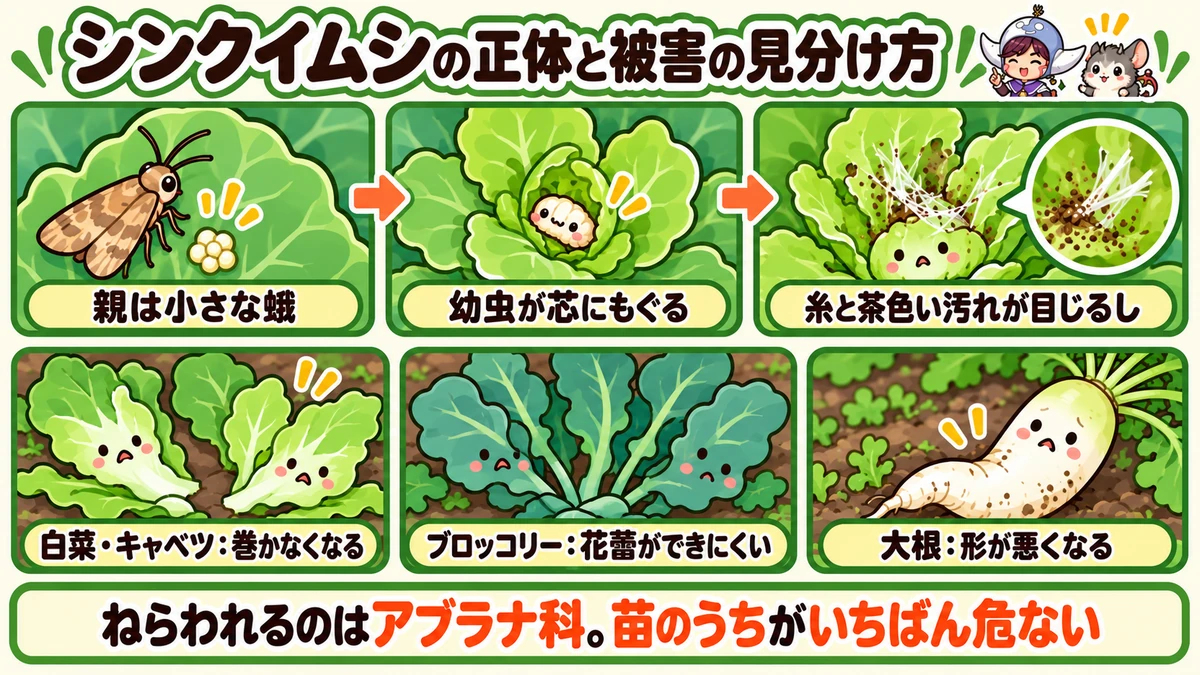 シンクイムシの正体と被害の見分け方
親は小さな蛾
幼虫が芯にもぐる
糸と茶色い汚れが目じるし
白菜・キャベツ：巻かなくなる
ブロッコリー：花蕾ができにくい
大根：形が悪くなる
ねらわれるのはアブラナ科。苗のうちがいちばん危ない